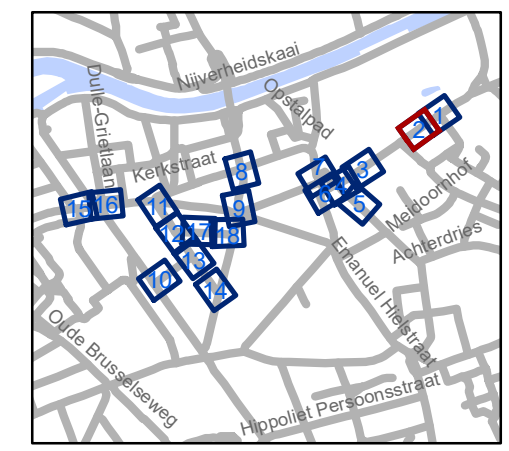 Nijverheidskaai
Dulle-Grietlaan
Opstalpad
Kerkstraat
1
2
3
4
5
6
7
8
9
10
11
12
13
14
15
16
17
18
Meidoornhof
Achterdries
Emanuel Hielstraat
Oude Brusselseweg
Hippoliet Persoonsstraat